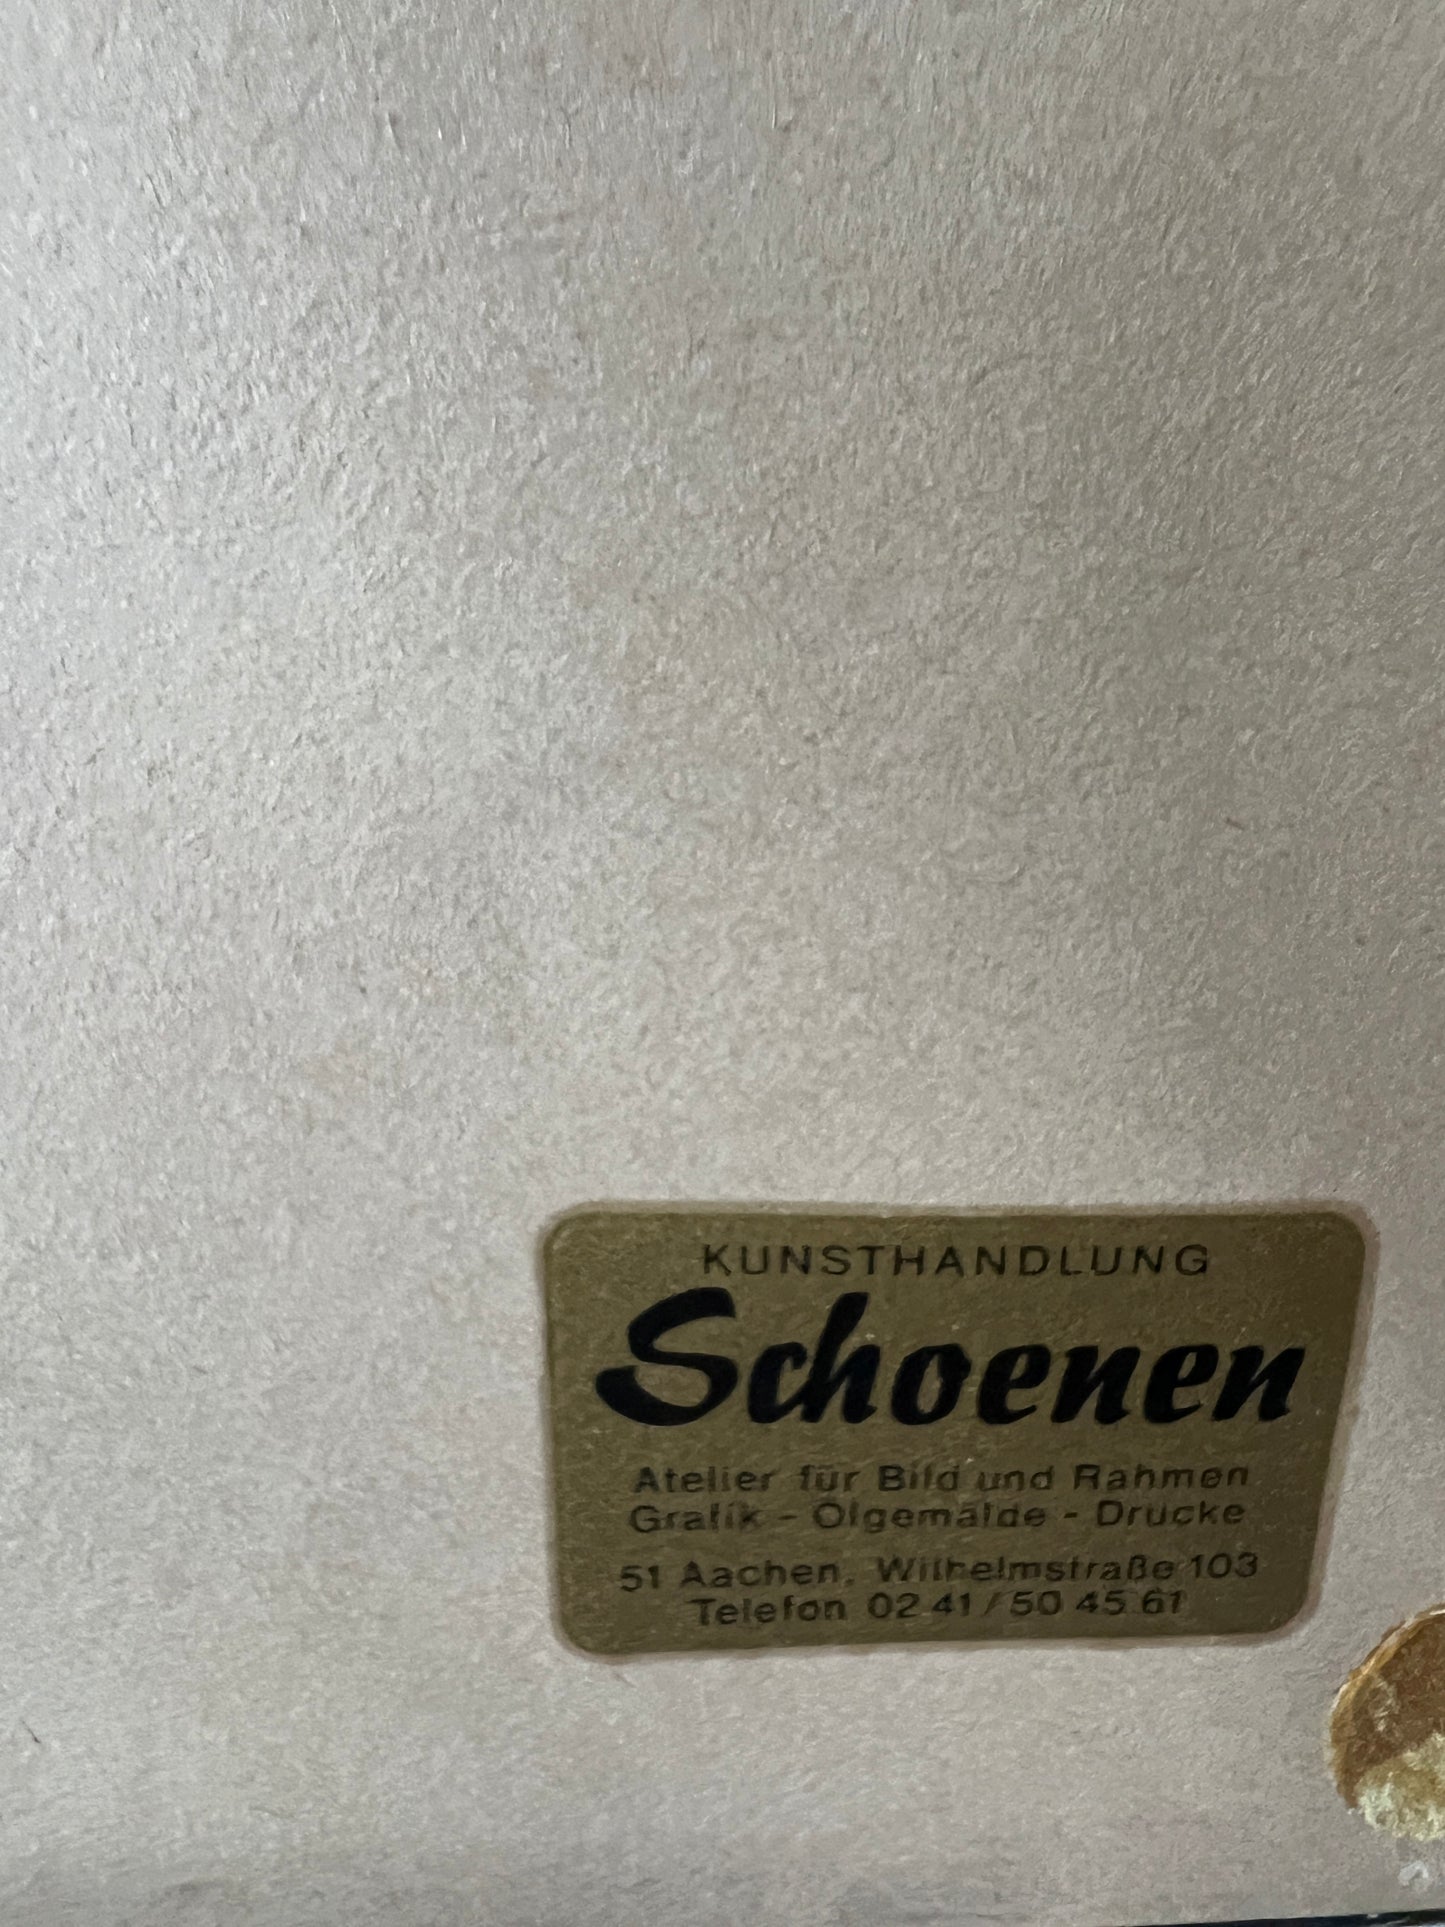 KUNSTHANDLUNG
Schoenen
Atelier für Bild und Rahmen
Grafik - Ölgemälde - Drucke
51 Aachen, Wilhelmstraße 103
Telefon 02 41 / 50 45 61